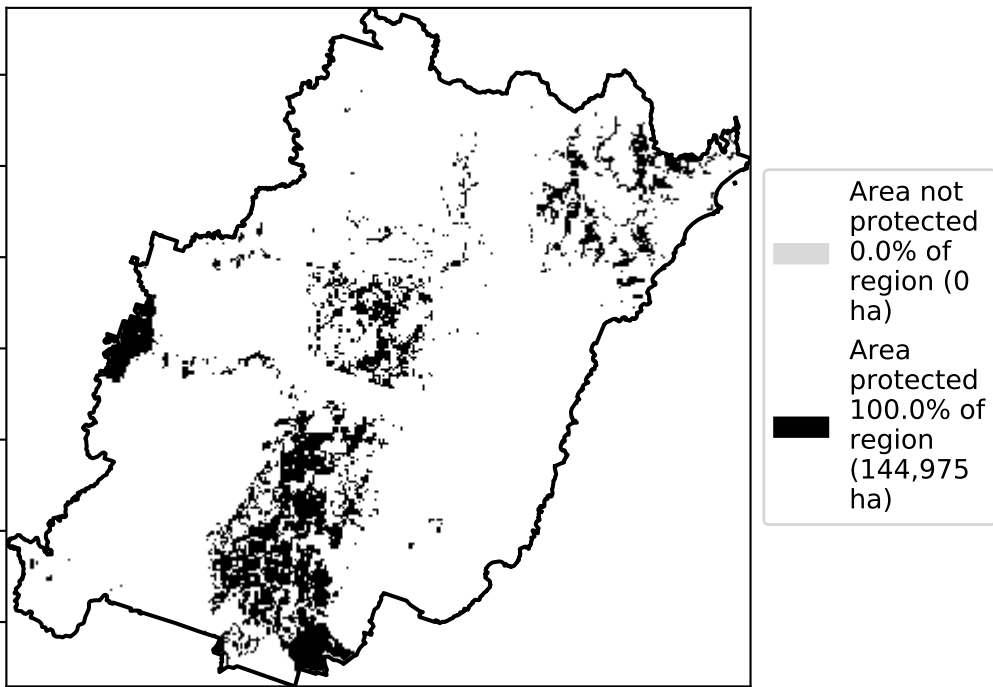 Area not
protected
0.0% of
region (0
ha)
Area
protected
100.0% of
region
(144,975
ha)